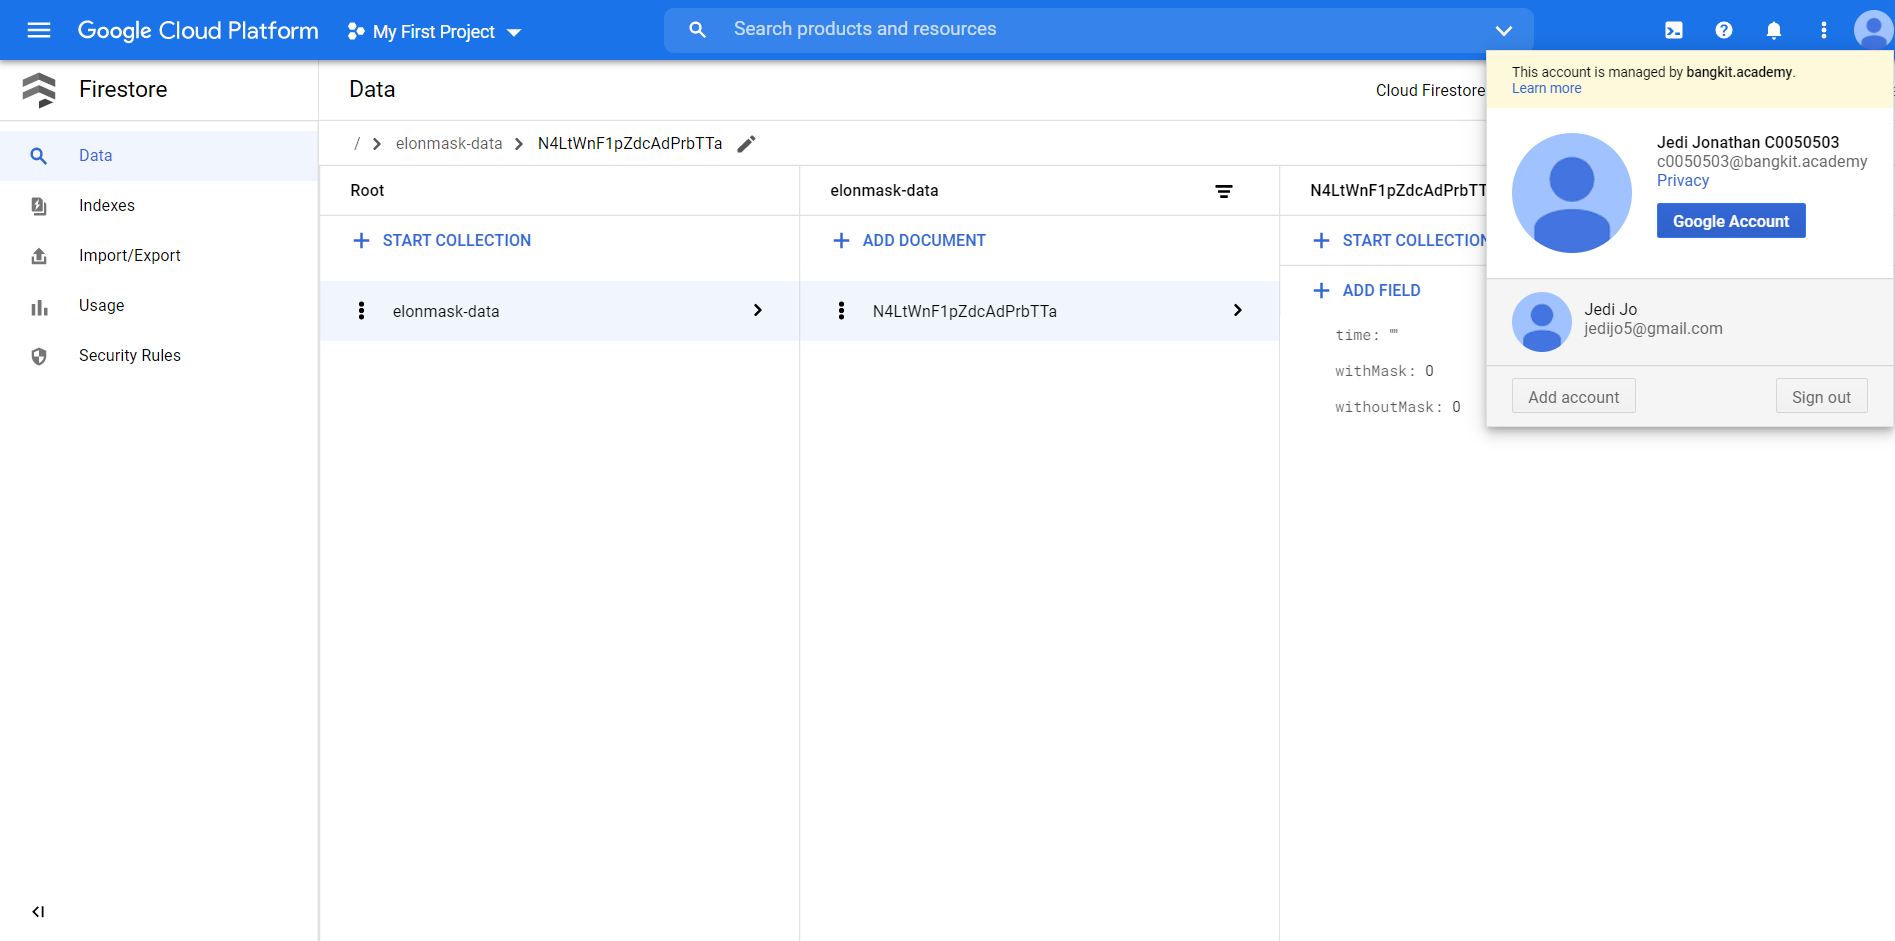 Google Cloud Platform
My First Project
Search products and resources
Firestore
Data
Indexes
Import/Export
Usage
Security Rules
Data
Cloud Firestore
/
elonmask-data
N4LtWnF1pZdcAdPrbTTa
Root
START COLLECTION
elonmask-data
elonmask-data
ADD DOCUMENT
N4LtWnF1pZdcAdPrbTTa
N4LtWnF1pZdcAdPrbTT
START COLLECTION
ADD FIELD
time: ""
withMask: 0
withoutMask: 0
This account is managed by bangkit.academy.
Learn more
Jedi Jonathan C0050503
c0050503@bangkit.academy
Privacy
Google Account
Jedi Jo
jedijo5@gmail.com
Add account
Sign out